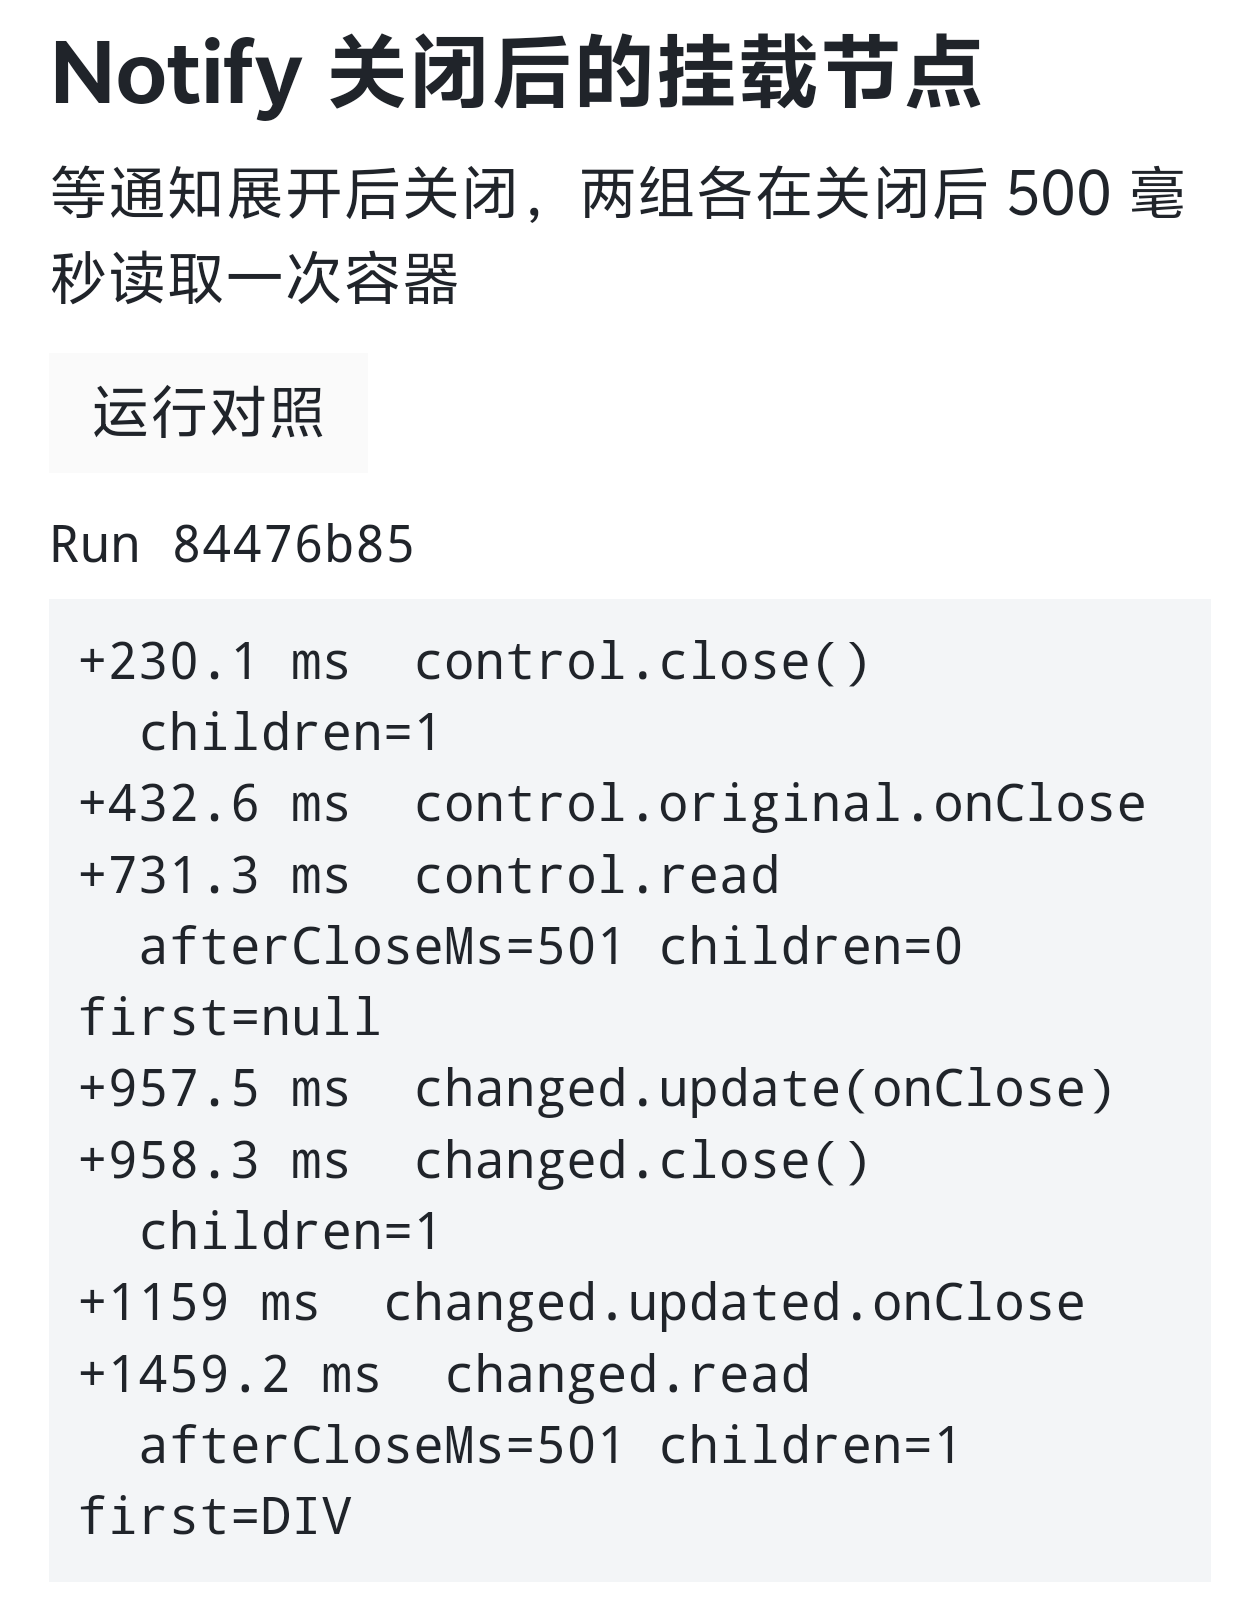 Notify 关闭后的挂载节点
等通知展开后关闭，两组各在关闭后 500 毫
秒读取一次容器
运行对照
Run 84476b85
+230.1 ms  control.close()
  children=1
+432.6 ms  control.original.onClose
+731.3 ms  control.read
  afterCloseMs=501 children=0
first=null
+957.5 ms  changed.update(onClose)
+958.3 ms  changed.close()
  children=1
+1159 ms  changed.updated.onClose
+1459.2 ms  changed.read
  afterCloseMs=501 children=1
first=DIV